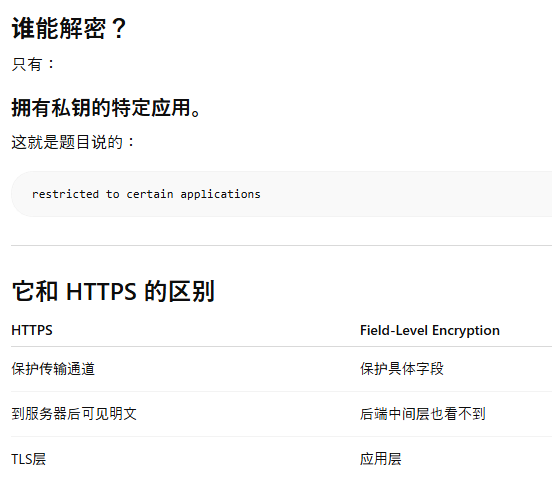 谁能解密？
只有：
拥有私钥的特定应用。
这就是题目说的：
restricted to certain applications
它和 HTTPS 的区别
HTTPS Field-Level Encryption
保护传输通道 保护具体字段
到服务器后可见明文 后端中间层也看不到
TLS层 应用层